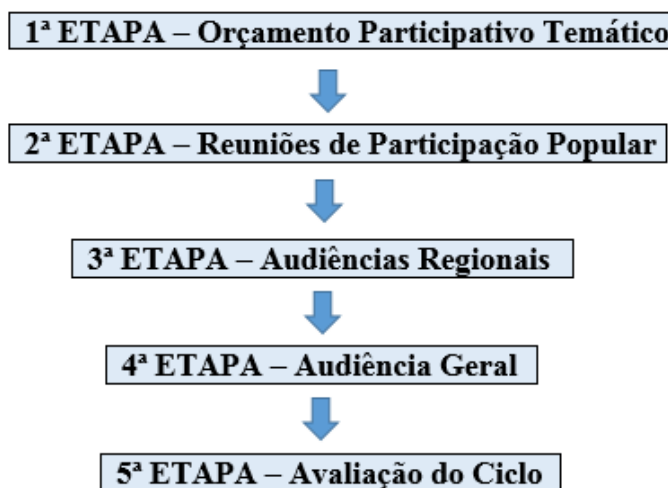 1ª ETAPA – Orçamento Participativo Temático
2ª ETAPA – Reuniões de Participação Popular
3ª ETAPA – Audiências Regionais
4ª ETAPA – Audiência Geral
5ª ETAPA – Avaliação do Ciclo